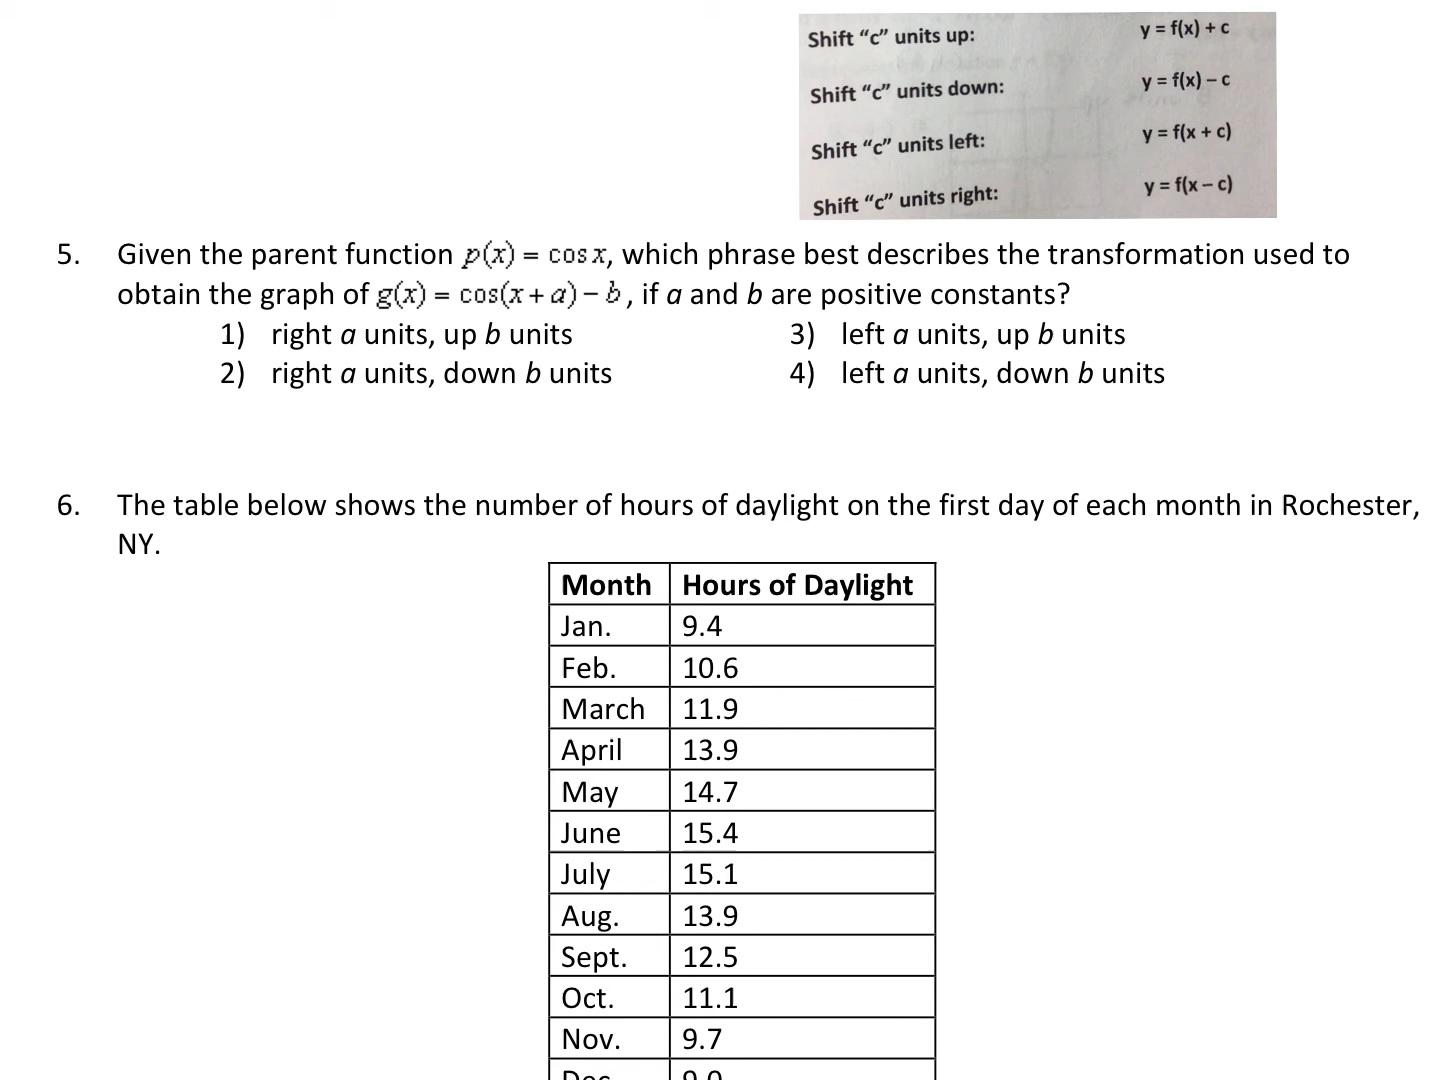 Shift “c” units up: y = f(x) + c
Shift “c” units down: y = f(x) – c
Shift “c” units left: y = f(x + c)
Shift “c” units right: y = f(x – c)
5. Given the parent function p(x) = cos x, which phrase best describes the transformation used to
obtain the graph of g(x) = cos(x + a) – b, if a and b are positive constants?
1) right a units, up b units 3) left a units, up b units
2) right a units, down b units 4) left a units, down b units
6. The table below shows the number of hours of daylight on the first day of each month in Rochester,
NY.
Month Hours of Daylight
Jan. 9.4
Feb. 10.6
March 11.9
April 13.9
May 14.7
June 15.4
July 15.1
Aug. 13.9
Sept. 12.5
Oct. 11.1
Nov. 9.7